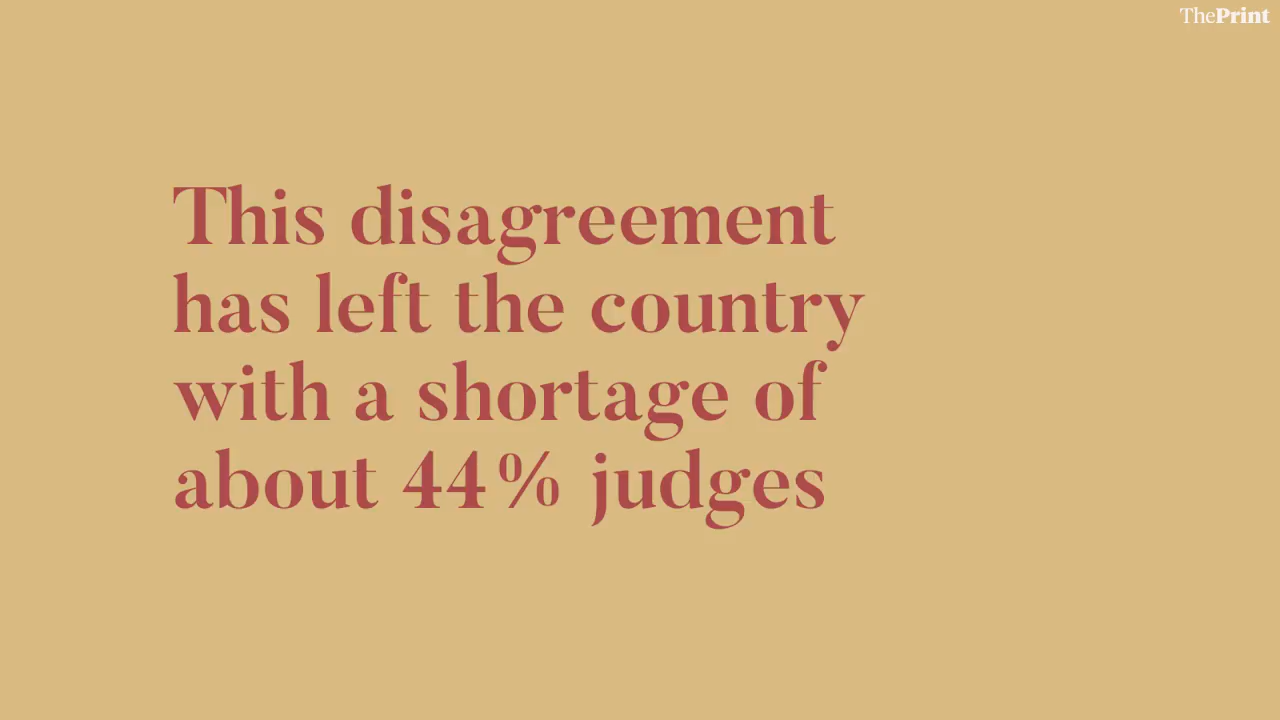 ThePrint
This disagreement
has left the country
with a shortage of
about 44% judges